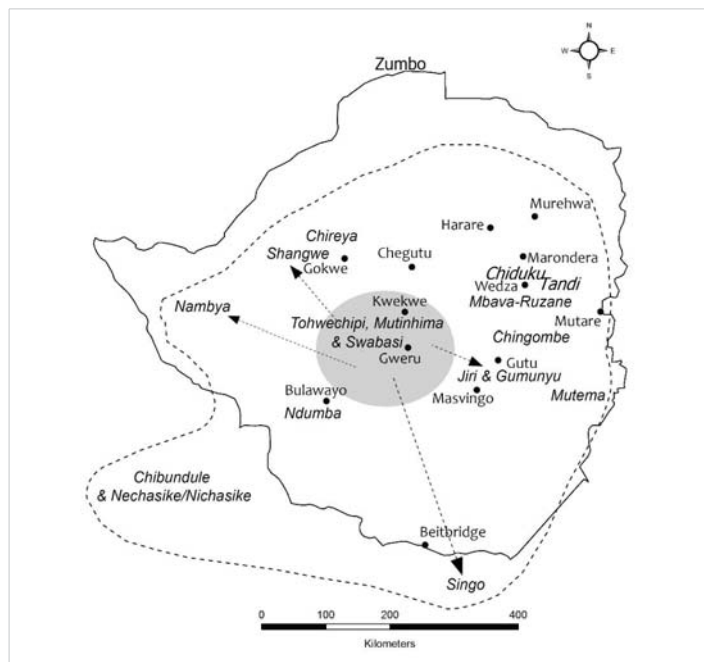 N
W E
S
Zumbo
Murehwa
Harare
Chireya
Shangwe
Gokwe
Chegutu
Marondera
Chiduku
Wedza Tandi
Mbava-Ruzane
Nambya
Kwekwe
Mutare
Tohwechipi, Mutinhima
& Swabasi
Chingombe
Gweru
Gutu
Jiri & Gumunyu
Bulawayo
Ndumba
Masvingo
Mutema
Chibundule
& Nechasike/Nichasike
Beitbridge
Singo
0 100 200 400
Kilometers